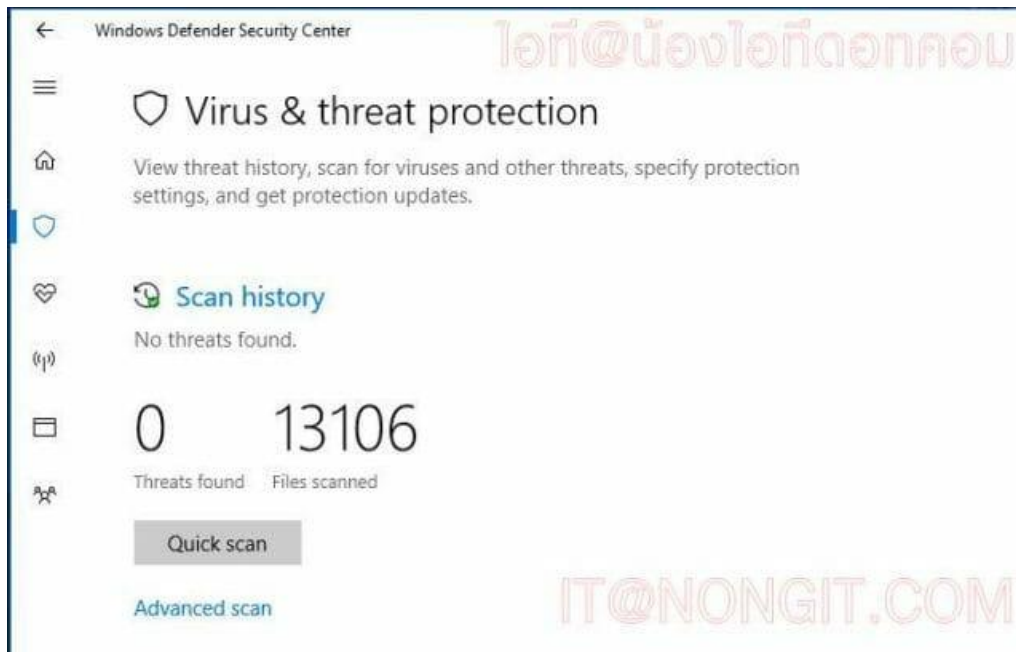 Windows Defender Security Center
ไอที@น้องไอทีดอทคอม
Virus & threat protection
View threat history, scan for viruses and other threats, specify protection
settings, and get protection updates.
Scan history
No threats found.
0 13106
Threats found Files scanned
Quick scan
Advanced scan
IT@NONGIT.COM